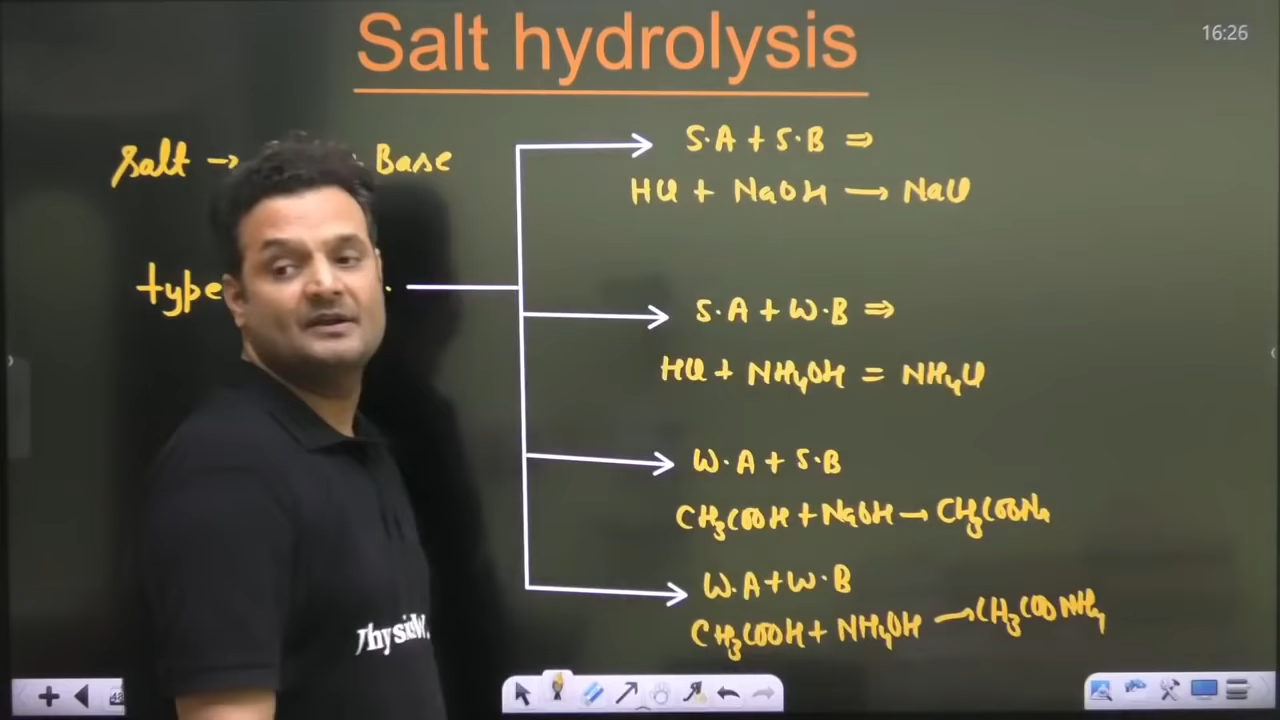 Salt hydrolysis
16:26
Salt → Base
S.A + S.B ⇒
HCl + NaOH → NaCl
type
S.A + W.B ⇒
HCl + NH4OH = NH4Cl
W.A + S.B
CH3COOH + NaOH → CH3COONa
W.A + W.B
CH3COOH + NH4OH → CH3COONH4